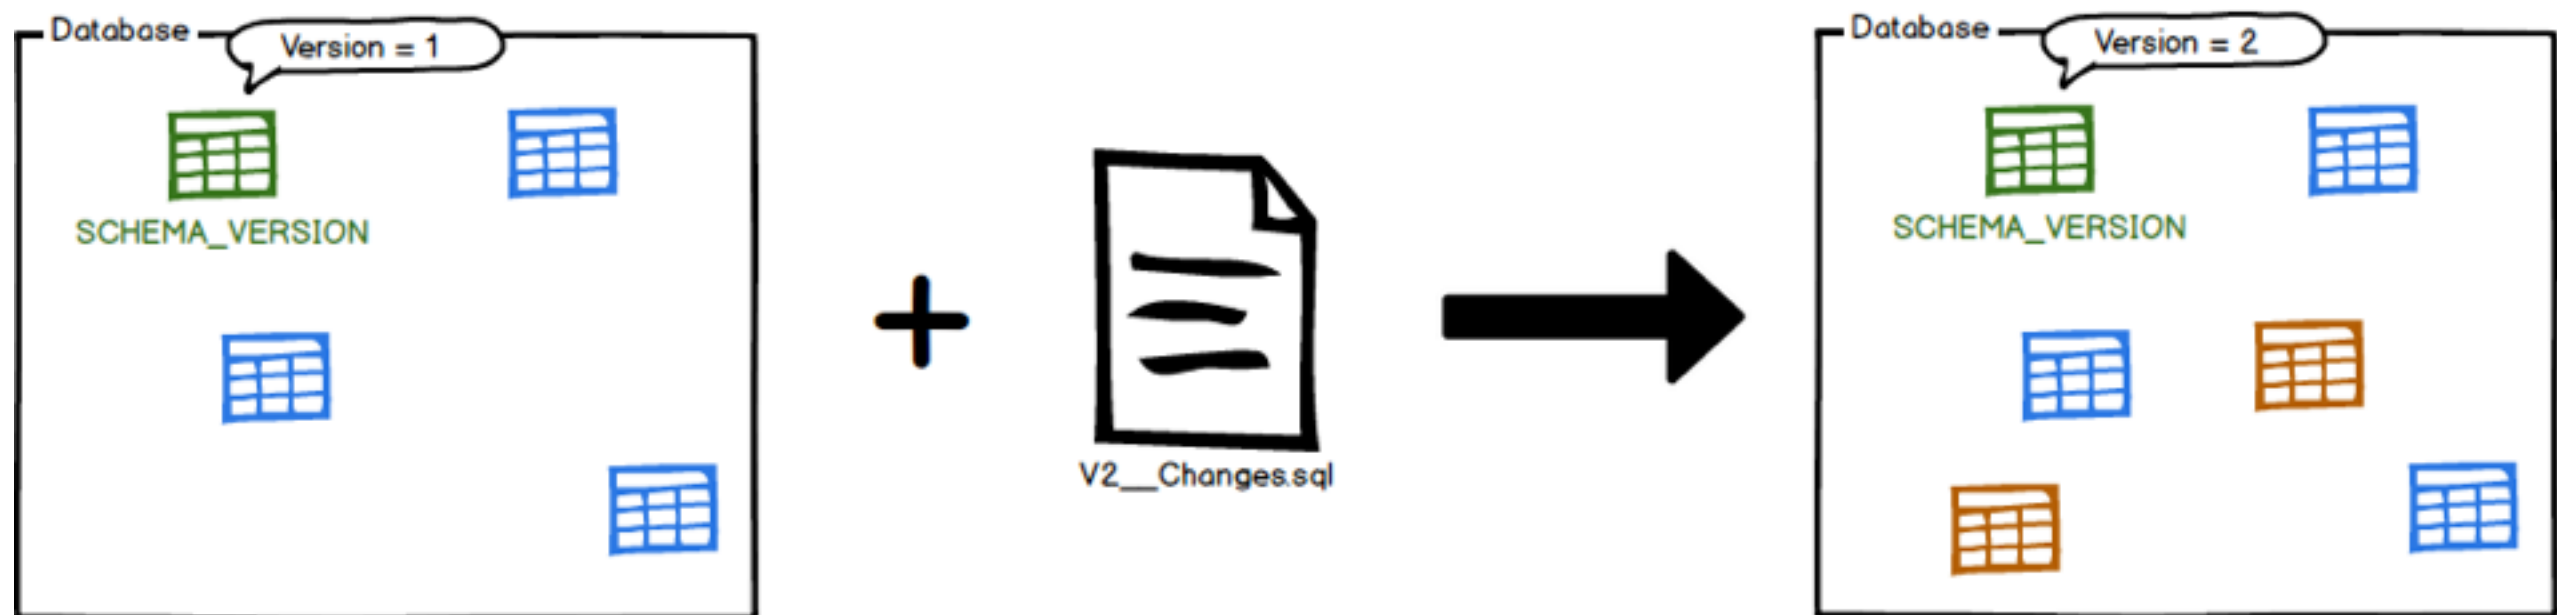 Database
Version = 1
SCHEMA_VERSION
V2__Changes.sql
Database
Version = 2
SCHEMA_VERSION